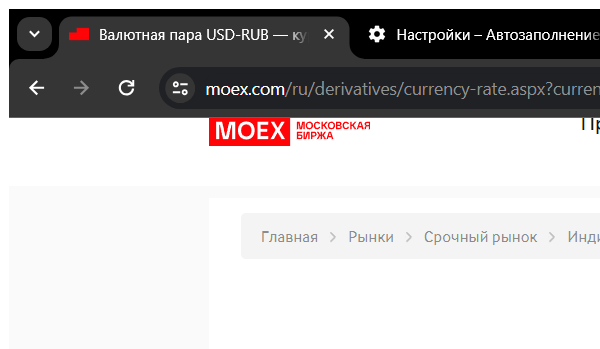 Валютная пара USD-RUB — ку
Настройки – Автозаполнение
moex.com/ru/derivatives/currency-rate.aspx?curren
MOEX МОСКОВСКАЯ
БИРЖА
Пр
Главная
Рынки
Срочный рынок
Инди